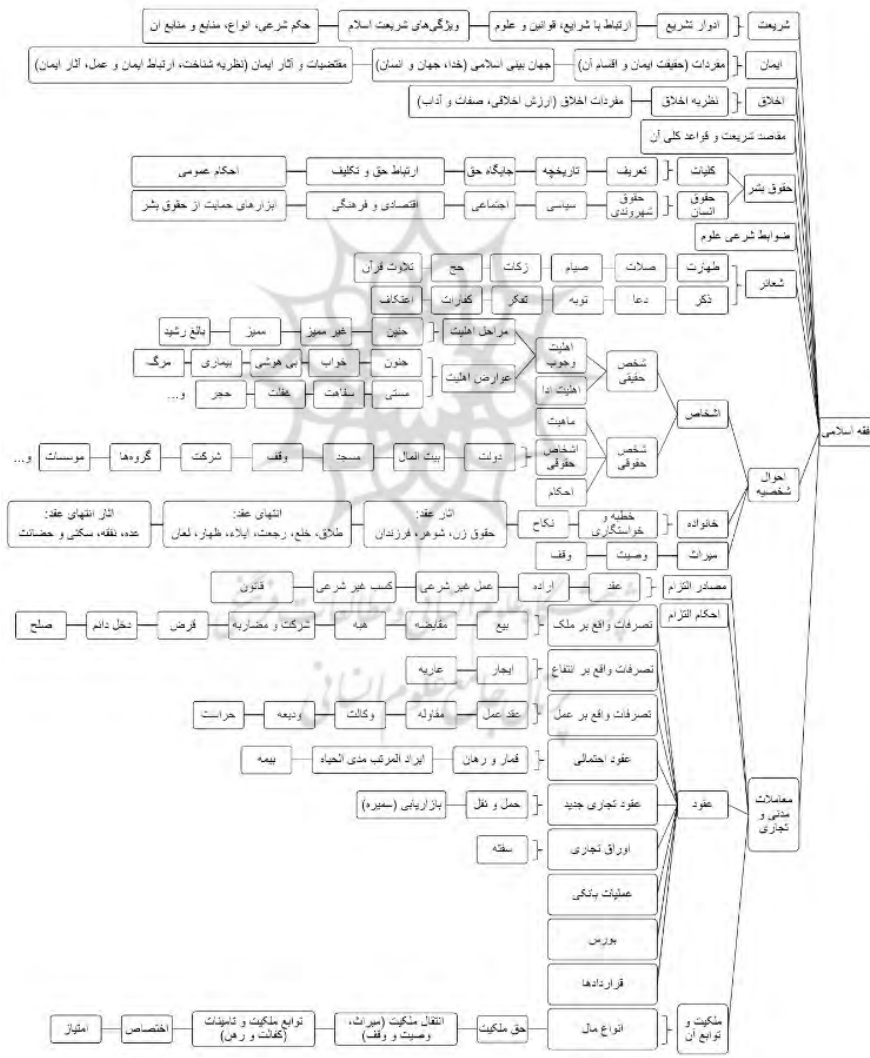 فقه اسلامی
شریعت
ادوار تشریع
ارتباط با شرایع، قوانین و علوم
ویژگی‌های شریعت اسلام
حکم شرعی، انواع، منابع و منابع ان
ایمان
مفردات (حقیقت ایمان و اقسام آن)
جهان بینی اسلامی (خدا، جهان و انسان)
مقتضیات و آثار ایمان (نظریه شناخت، ارتباط ایمان و عمل، آثار ایمان)
اخلاق
نظریه اخلاق
مفردات اخلاق (ارزش اخلاقی، صفات و آداب)
مقاصد شریعت و قواعد کلی آن
حقوق بشر
کلیات
تعریف
تاریخچه
جایگاه حق
ارتباط حق و تکلیف
احکام عمومی
حقوق
انسان
حقوق
شهروندی
سیاسی
اجتماعی
اقتصادی و فرهنگی
ابزارهای حمایت از حقوق بشر
ضوابط شرعی علوم
شعائر
طهارت
صلات
صیام
زکات
حج
تلاوت قرآن
ذکر
دعا
توبه
تفکر
کفارات
اعتکاف
احوال
شخصیه
اشخاص
شخص
حقیقی
اهلیت
وجوب
اهلیت ادا
مراحل اهلیت
جنین
غیر ممیز
ممیز
بالغ رشید
عوارض اهلیت
جنون
خواب
بی هوشی
بیماری
مرگ
مستی
سفاهت
غفلت
حجر
و...
شخص
حقوقی
ماهیت
اشخاص
حقوقی
احکام
دولت
بیت المال
مسجد
وقف
شرکت
گروه‌ها
موسسات
و...
خانواده
خطبه و
خواستگاری
نکاح
اثار عقد:
حقوق زن، شوهر، فرزندان
انتهای عقد:
طلاق، خلع، رجعت، ایلاء، ظهار، لعان
اثار انتهای عقد:
عده، نفقه، سکنی و حضانت
میراث
وصیت
وقف
معاملات
مدنی و
تجاری
مصادر التزام
عقد
اراده
عمل غیر شرعی
کسب غیر شرعی
قانون
احکام التزام
عقود
تصرفات واقع بر ملک
بیع
مقایضه
هبه
شرکت و مضاربه
قرض
دخل دائم
صلح
تصرفات واقع بر انتفاع
ایجار
عاریه
تصرفات واقع بر عمل
عقد عمل
مقاوله
وکالت
ودیعه
حراست
عقود احتمالی
قمار و رهان
ایراد المرتب مدی الحیاه
بیمه
عقود تجاری جدید
حمل و نقل
بازاریابی (سمیره)
اوراق تجاری
سفته
عملیات بانکی
بورس
قراردادها
ملکیت و
توابع آن
انواع مال
حق ملکیت
انتقال ملکیت (میراث،
وصیت و وقف)
توابع ملکیت و تامینات
(کفالت و رهن)
اختصاص
امتیاز
پژوهشگاه علوم انسانی و مطالعات فرهنگی
پرتال جامع علوم انسانی